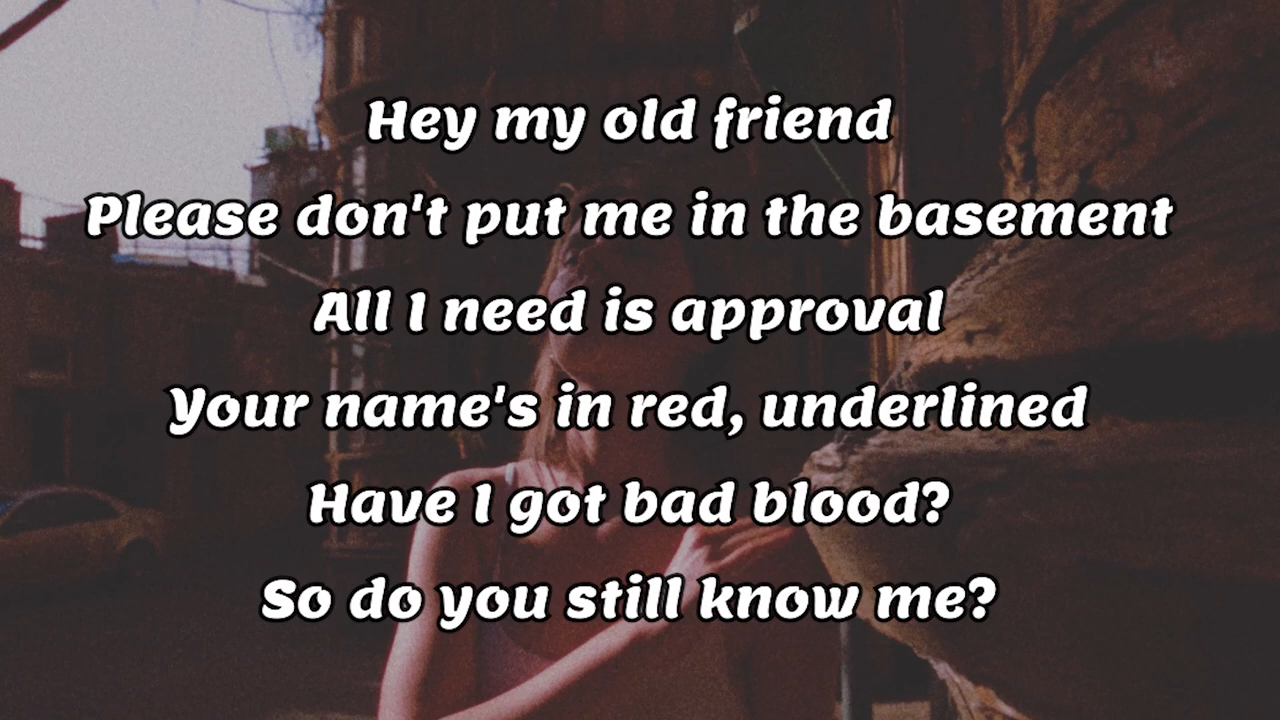 Hey my old friend
Please don't put me in the basement
All I need is approval
Your name's in red, underlined
Have I got bad blood?
So do you still know me?